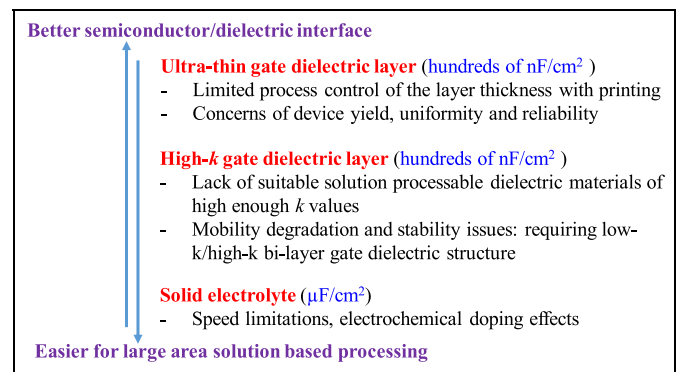 Better semiconductor/dielectric interface
Ultra-thin gate dielectric layer (hundreds of nF/cm² )
- Limited process control of the layer thickness with printing
- Concerns of device yield, uniformity and reliability
High-k gate dielectric layer (hundreds of nF/cm² )
- Lack of suitable solution processable dielectric materials of
high enough k values
- Mobility degradation and stability issues: requiring low-
k/high-k bi-layer gate dielectric structure
Solid electrolyte (µF/cm²)
- Speed limitations, electrochemical doping effects
Easier for large area solution based processing